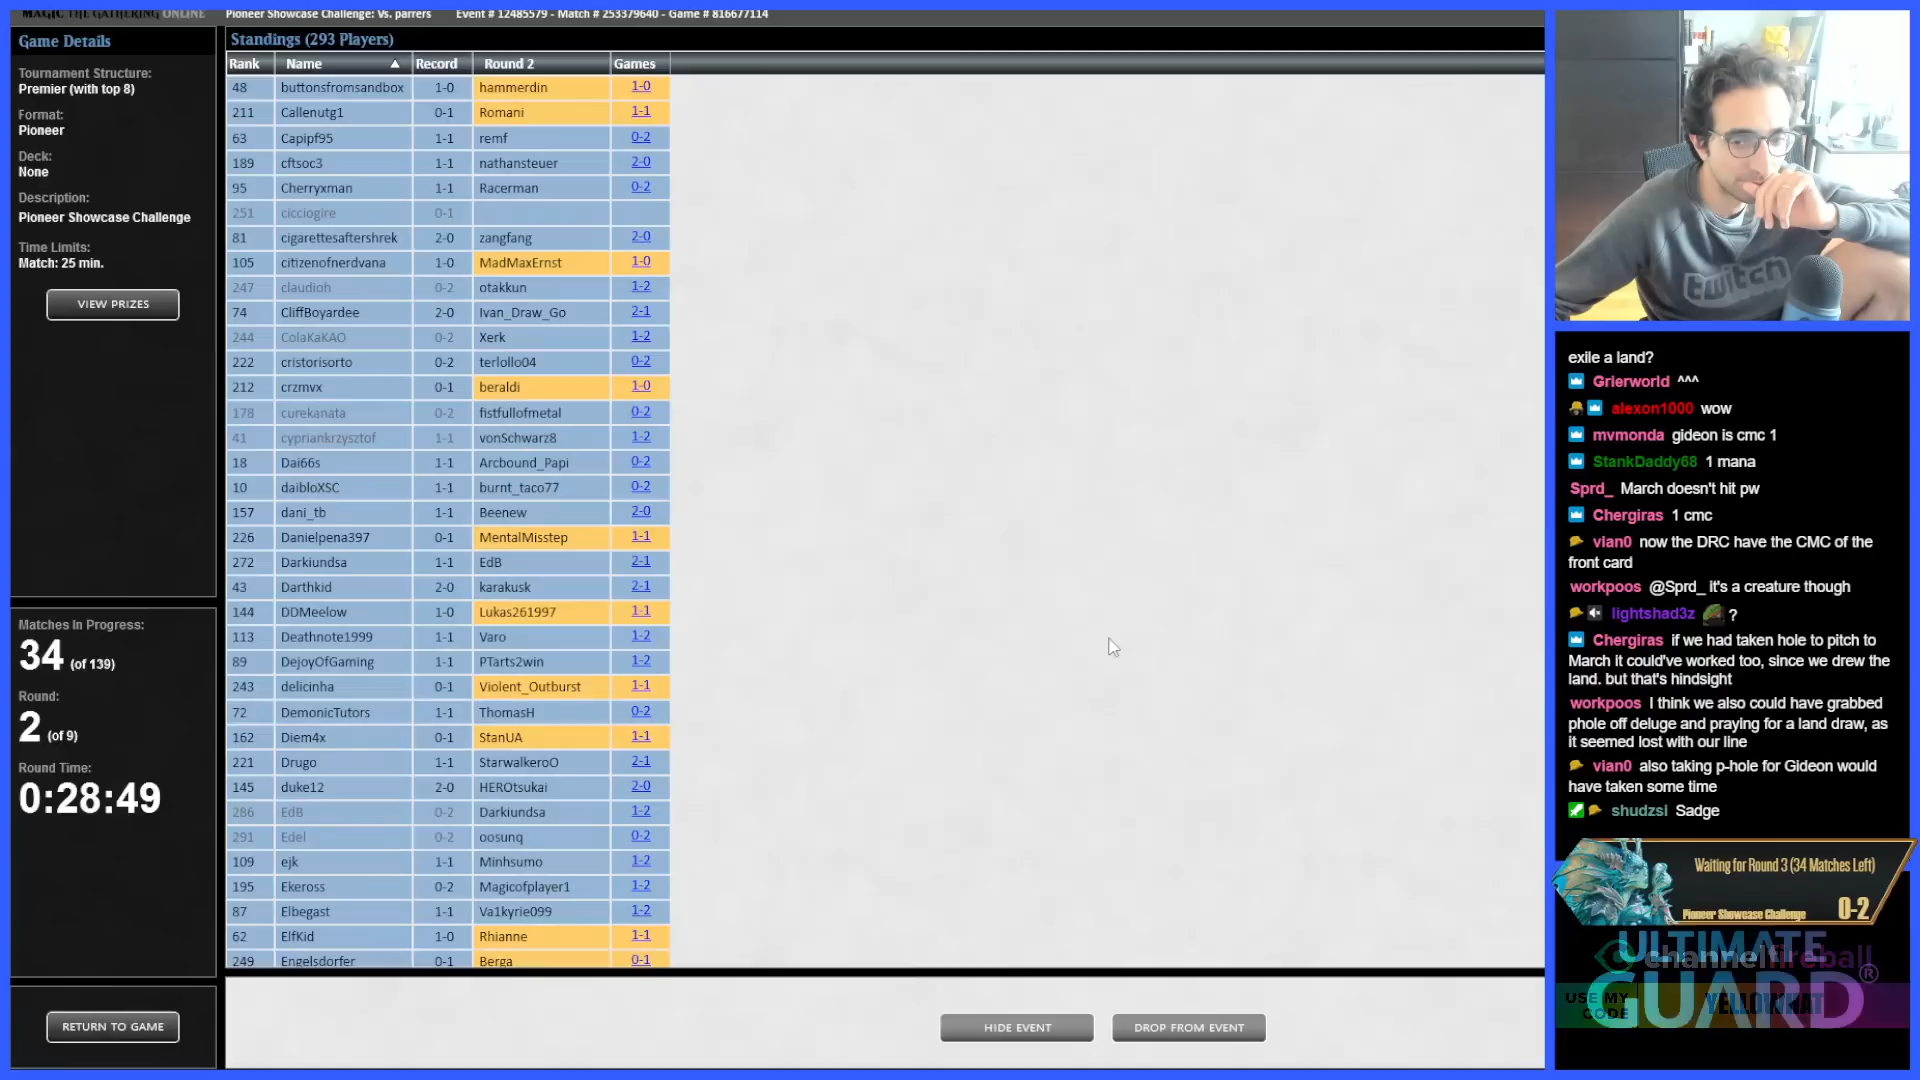 MAGIC THE GATHERING ONLINE
Pioneer Showcase Challenge: Vs. parrers Event # 12485579 - Match # 253379640 - Game # 816677114
Game Details
Tournament Structure:
Premier (with top 8)
Format:
Pioneer
Deck:
None
Description:
Pioneer Showcase Challenge
Time Limits:
Match: 25 min.
VIEW PRIZES
Matches In Progress:
34 (of 139)
Round:
2 (of 9)
Round Time:
0:28:49
RETURN TO GAME
Standings (293 Players)
Rank Name Record Round 2 Games
48 buttonsfromsandbox 1-0 hammerdin 1-0
211 Callenutg1 0-1 Romani 1-1
63 Capipf95 1-1 remf 0-2
189 cftsoc3 1-1 nathansteuer 2-0
95 Cherryxman 1-1 Racerman 0-2
251 cicciogire 0-1
81 cigarettesaftershrek 2-0 zangfang 2-0
105 citizenofnerdvana 1-0 MadMaxErnst 1-0
247 claudioh 0-2 otakkun 1-2
74 CliffBoyardee 2-0 Ivan_Draw_Go 2-1
244 ColaKaKAO 0-2 Xerk 1-2
222 cristorisorto 0-2 terlollo04 0-2
212 crzmvx 0-1 beraldi 1-0
178 curekanata 0-2 fistfullofmetal 0-2
41 cypriankrzysztof 1-1 vonSchwarz8 1-2
18 Dai66s 1-1 Arcbound_Papi 0-2
10 daibloXSC 1-1 burnt_taco77 0-2
157 dani_tb 1-1 Beenew 2-0
226 Danielpena397 0-1 MentalMisstep 1-1
272 Darkiundsa 1-1 EdB 2-1
43 Darthkid 2-0 karakusk 2-1
144 DDMeelow 1-0 Lukas261997 1-1
113 Deathnote1999 1-1 Varo 1-2
89 DejoyOfGaming 1-1 PTarts2win 1-2
243 delicinha 0-1 Violent_Outburst 1-1
72 DemonicTutors 1-1 ThomasH 0-2
162 Diem4x 0-1 StanUA 1-1
221 Drugo 1-1 StarwalkeroO 2-1
145 duke12 2-0 HEROtsukai 2-0
286 EdB 0-2 Darkiundsa 1-2
291 Edel 0-2 oosunq 0-2
109 ejk 1-1 Minhsumo 1-2
195 Ekeross 0-2 Magicofplayer1 1-2
87 Elbegast 1-1 Va1kyrie099 1-2
62 ElfKid 1-0 Rhianne 1-1
249 Engelsdorfer 0-1 Berga 0-1
HIDE EVENT DROP FROM EVENT
twitch
exile a land?
Grierworld ^^^
alexon1000 wow
mvmonda gideon is cmc 1
StankDaddy68 1 mana
Sprd_ March doesn't hit pw
Chergiras 1 cmc
vian0 now the DRC have the CMC of the
front card
workpoos @Sprd_ it's a creature though
lightshad3z ?
Chergiras if we had taken hole to pitch to
March it could've worked too, since we drew the
land. but that's hindsight
workpoos I think we also could have grabbed
phole off deluge and praying for a land draw, as
it seemed lost with our line
vian0 also taking p-hole for Gideon would
have taken some time
shudzsi Sadge
Waiting for Round 3 (34 Matches Left)
Pioneer Showcase Challenge 0-2
ULTIMATE
channelfireball
GUARD®
USE MY
CODE
YELLOWHAT